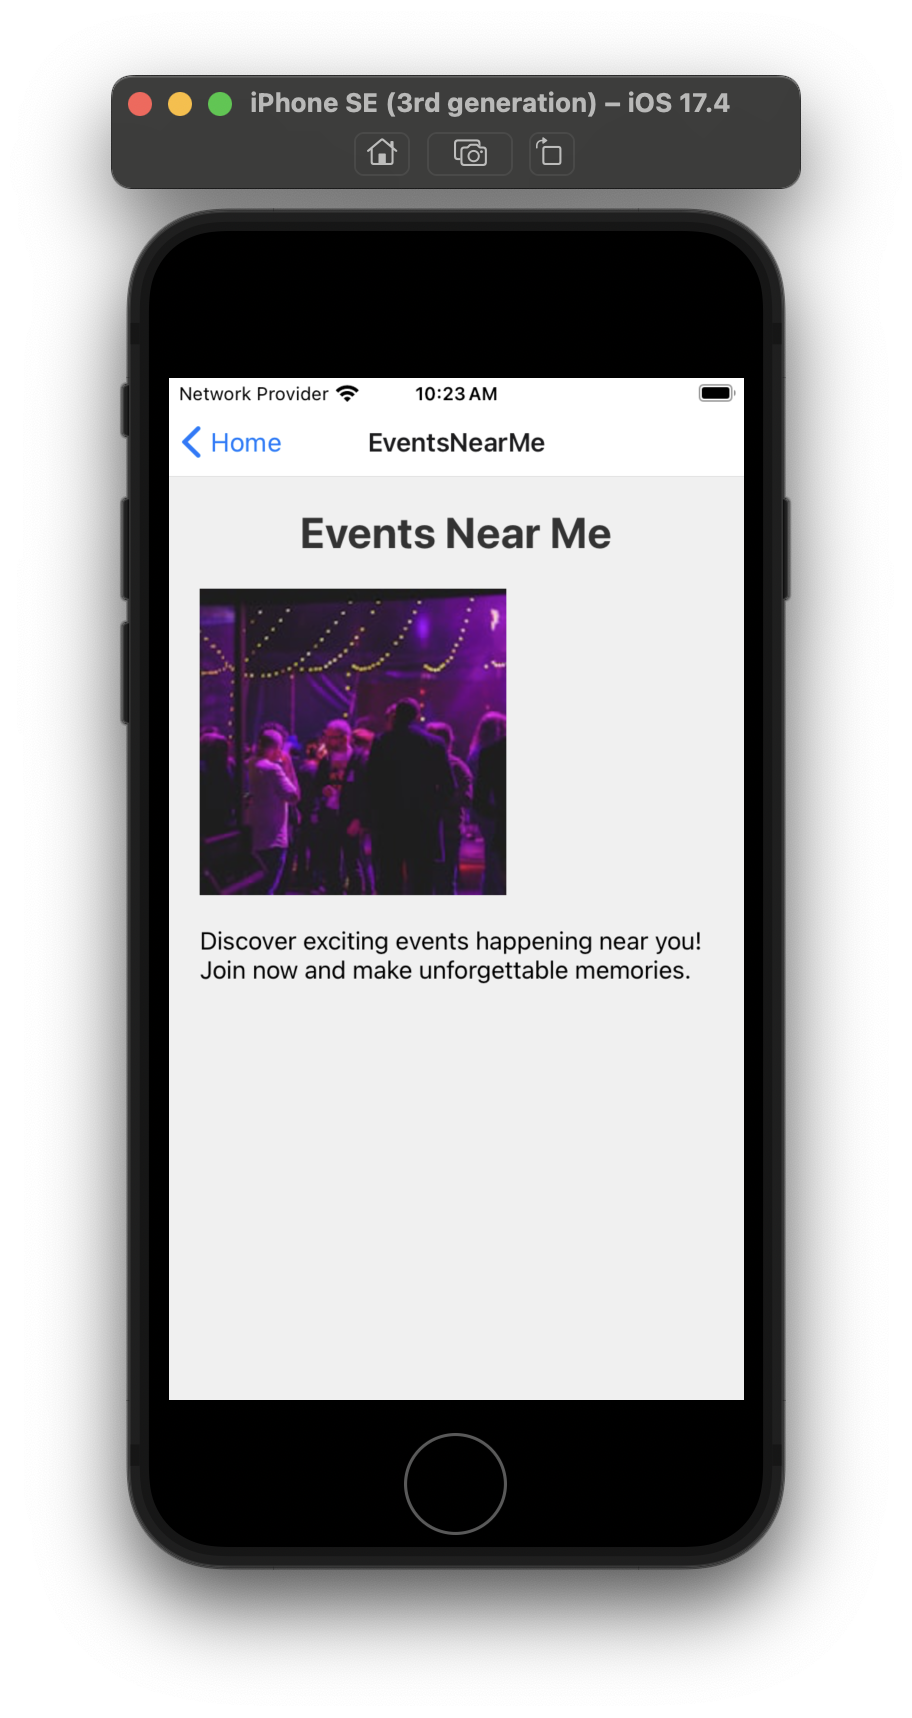 iPhone SE (3rd generation) – iOS 17.4
Network Provider 10:23 AM
Home EventsNearMe
Events Near Me
Discover exciting events happening near you!
Join now and make unforgettable memories.